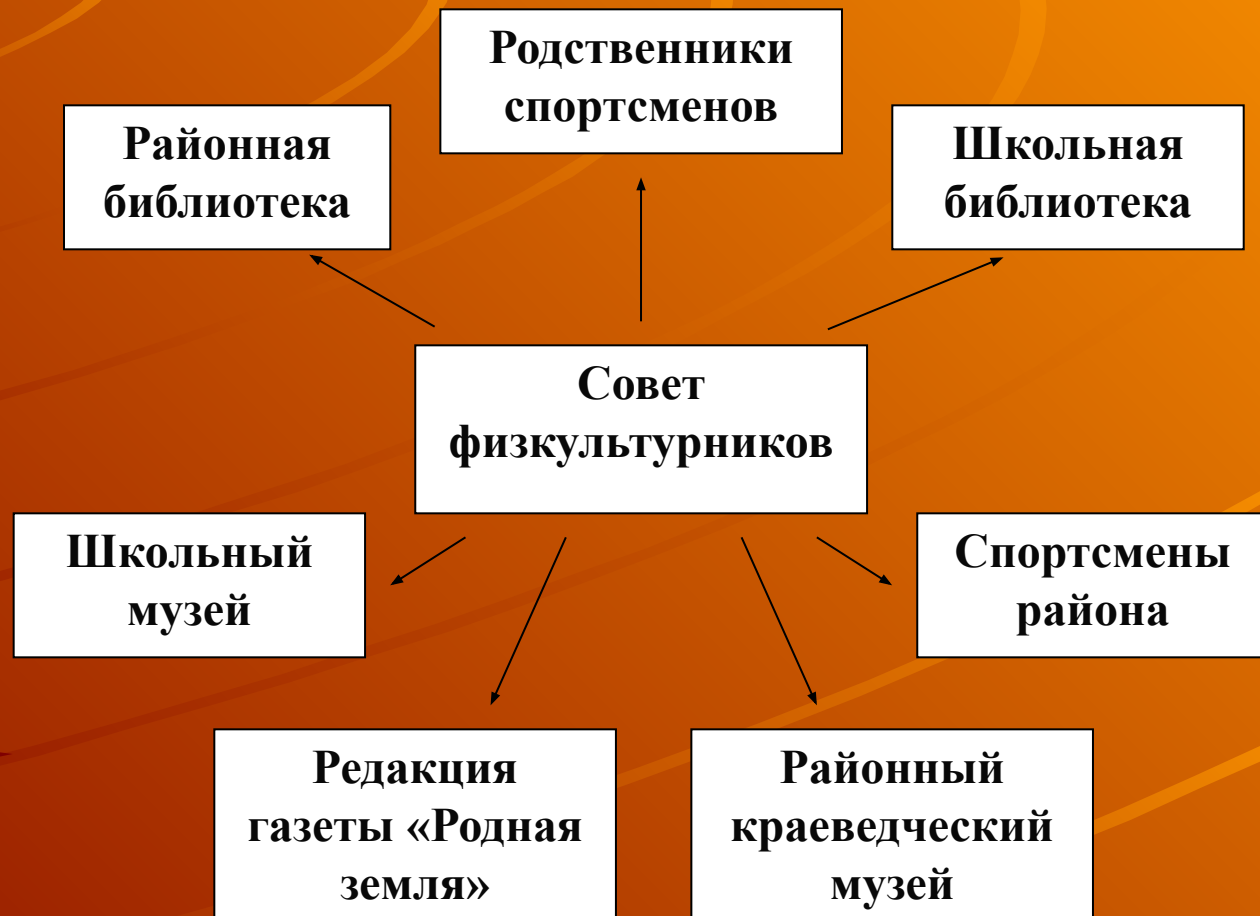 Родственники
спортсменов
Районная
библиотека
Школьная
библиотека
Совет
физкультурников
Школьный
музей
Спортсмены
района
Редакция
газеты «Родная
земля»
Районный
краеведческий
музей